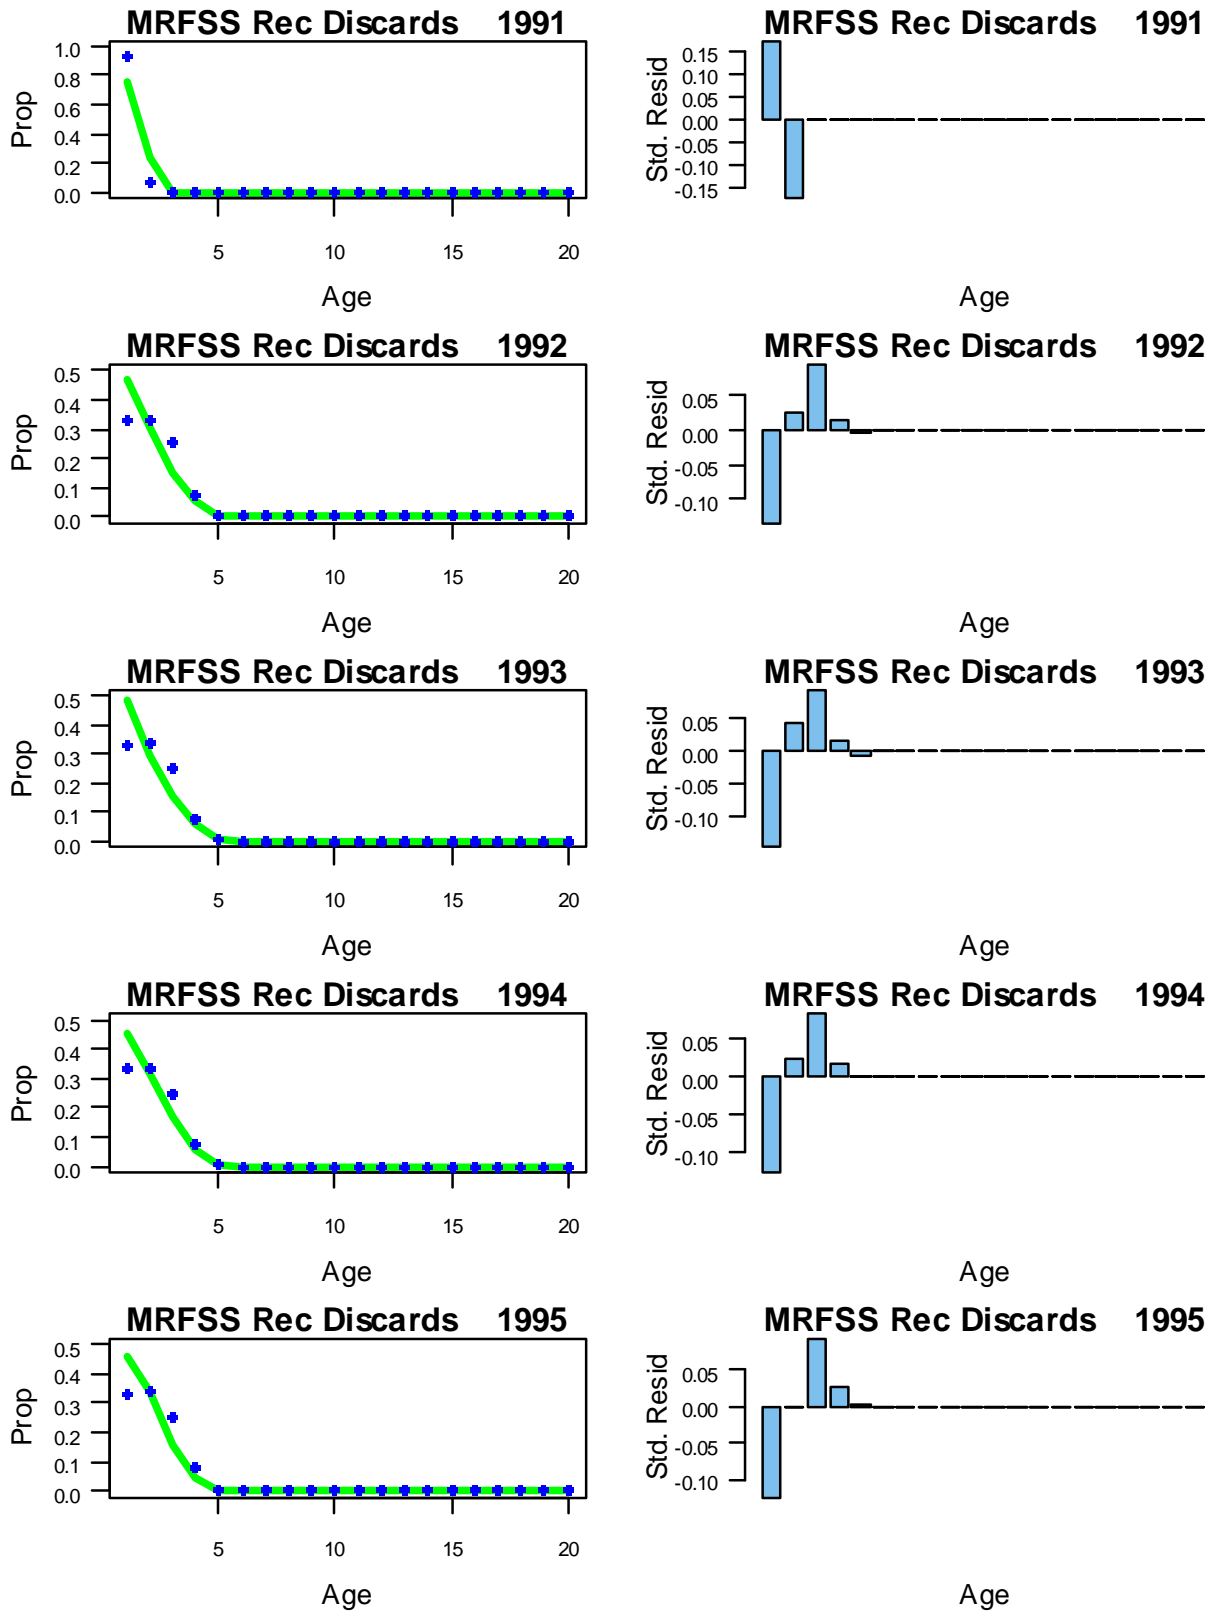 MRFSS Rec Discards 1991
Prop
1.0
0.8
0.6
0.4
0.2
0.0
5 10 15 20
Age
MRFSS Rec Discards 1991
Std. Resid
0.15
0.10
0.05
0.00
-0.05
-0.10
-0.15
Age
MRFSS Rec Discards 1992
Prop
0.5
0.4
0.3
0.2
0.1
0.0
5 10 15 20
Age
MRFSS Rec Discards 1992
Std. Resid
0.05
0.00
-0.05
-0.10
Age
MRFSS Rec Discards 1993
Prop
0.5
0.4
0.3
0.2
0.1
0.0
5 10 15 20
Age
MRFSS Rec Discards 1993
Std. Resid
0.05
0.00
-0.05
-0.10
Age
MRFSS Rec Discards 1994
Prop
0.5
0.4
0.3
0.2
0.1
0.0
5 10 15 20
Age
MRFSS Rec Discards 1994
Std. Resid
0.05
0.00
-0.05
-0.10
Age
MRFSS Rec Discards 1995
Prop
0.5
0.4
0.3
0.2
0.1
0.0
5 10 15 20
Age
MRFSS Rec Discards 1995
Std. Resid
0.05
0.00
-0.05
-0.10
Age